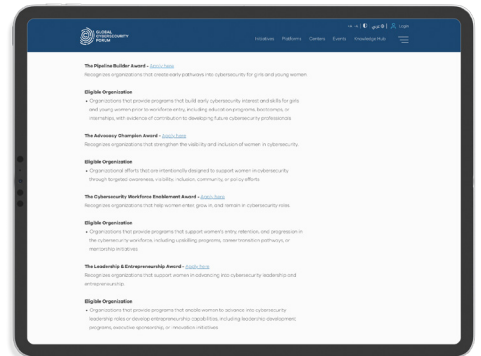 GLOBAL
CYBERSECURITY
FORUM
عربي
Login
Initiatives Platforms Centers Events Knowledge Hub
The Pipeline Builder Award - Apply here
Recognizes organizations that create early pathways into cybersecurity for girls and young women
Eligible Organization
• Organizations that provide programs that build early cybersecurity interest and skills for girls
and young women prior to workforce entry, including education programs, bootcamps, or
internships, with evidence of contribution to developing future cybersecurity professionals
The Advocacy Champion Award - Apply here
Recognizes organizations that strengthen the visibility and inclusion of women in cybersecurity
Eligible Organization
• Organizational efforts that are intentionally designed to support women in cybersecurity
through targeted awareness, visibility, inclusion, community, or policy efforts
The Cybersecurity Workforce Enablement Award - Apply here
Recognizes organizations that help women enter, grow in, and remain in cybersecurity roles
Eligible Organization
• Organizations that provide programs that support women's entry, retention, and progression in
the cybersecurity workforce, including upskilling programs, career transition pathways, or
mentorship initiatives
The Leadership & Entrepreneurship Award - Apply here
Recognizes organizations that support women in advancing into cybersecurity leadership and
entrepreneurship
Eligible Organization
• Organizations that provide programs that enable women to advance into cybersecurity
leadership roles or develop entrepreneurship capabilities, including leadership development
programs, executive sponsorship, or innovation initiatives